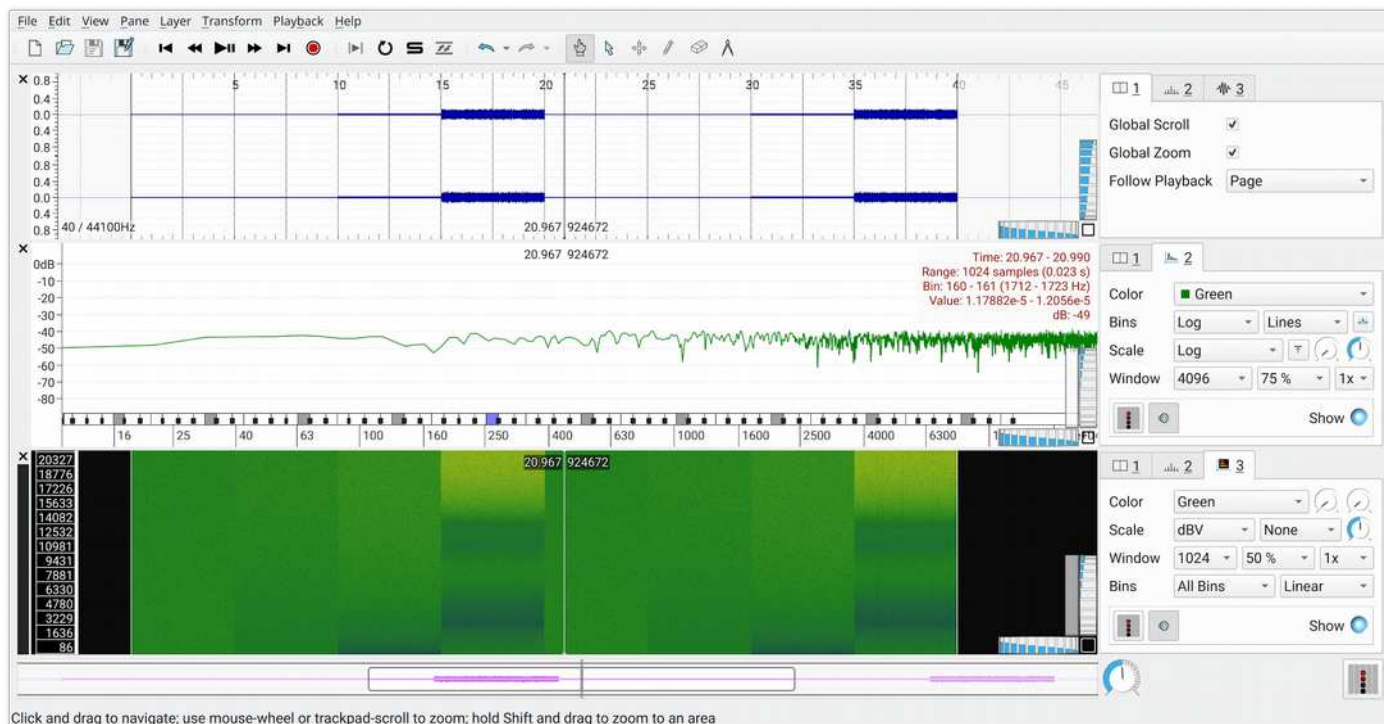 File Edit View Pane Layer Transform Playback Help
0.8 5 10 15 20 25 30 35 40 45
0.4
0.0
0.4
0.8
0.8
0.4
0.0
0.4
0.8
40 / 44100Hz 20.967 924672
1 2 3
Global Scroll
Global Zoom
Follow Playback Page
20.967 924672
0dB
-10
-20
-30
-40
-50
-60
-70
-80
Time: 20.967 - 20.990
Range: 1024 samples (0.023 s)
Bin: 160 - 161 (1712 - 1723 Hz)
Value: 1.17882e-5 - 1.2056e-5
dB: -49
16 25 40 63 100 160 250 400 630 1000 1600 2500 4000 6300
1 2
Color Green
Bins Log Lines
Scale Log
Window 4096 75 % 1x
Show
20327 20.967 924672
18776
17226
15633
14082
12532
10981
9431
7881
6330
4780
3229
1636
86
1 2 3
Color Green
Scale dBV None
Window 1024 50 % 1x
Bins All Bins Linear
Show
Click and drag to navigate; use mouse-wheel or trackpad-scroll to zoom; hold Shift and drag to zoom to an area